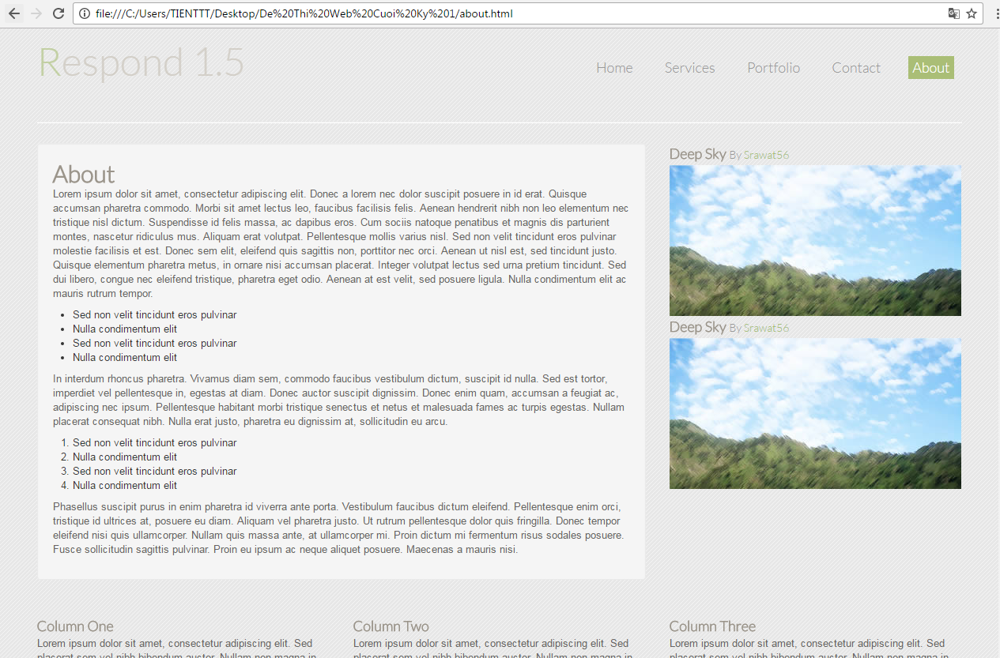 file:///C:/Users/TIENTTT/Desktop/De%20Thi%20Web%20Cuoi%20Ky%201/about.html
Respond 1.5
Home Services Portfolio Contact About
About
Lorem ipsum dolor sit amet, consectetur adipiscing elit. Donec a lorem nec dolor suscipit posuere in id erat. Quisque
accumsan pharetra commodo. Morbi sit amet lectus leo, faucibus facilisis felis. Aenean hendrerit nibh non leo elementum nec
tristique nisl dictum. Suspendisse id felis massa, ac dapibus eros. Cum sociis natoque penatibus et magnis dis parturient
montes, nascetur ridiculus mus. Aliquam erat volutpat. Pellentesque mollis varius nisl. Sed non velit tincidunt eros pulvinar
molestie facilisis et est. Donec sem elit, eleifend quis sagittis non, porttitor nec orci. Aenean ut nisl est, sed tincidunt justo.
Quisque elementum pharetra metus, in ornare nisi accumsan placerat. Integer volutpat lectus sed urna pretium tincidunt. Sed
dui libero, congue nec eleifend tristique, pharetra eget odio. Aenean at est velit, sed posuere ligula. Nulla condimentum elit ac
mauris rutrum tempor.
• Sed non velit tincidunt eros pulvinar
• Nulla condimentum elit
• Sed non velit tincidunt eros pulvinar
• Nulla condimentum elit
In interdum rhoncus pharetra. Vivamus diam sem, commodo faucibus vestibulum dictum, suscipit id nulla. Sed est tortor,
imperdiet vel pellentesque in, egestas at diam. Donec auctor suscipit dignissim. Donec enim quam, accumsan a feugiat ac,
adipiscing nec ipsum. Pellentesque habitant morbi tristique senectus et netus et malesuada fames ac turpis egestas. Nullam
placerat consequat nibh. Nulla erat justo, pharetra eu dignissim at, sollicitudin eu arcu.
1. Sed non velit tincidunt eros pulvinar
2. Nulla condimentum elit
3. Sed non velit tincidunt eros pulvinar
4. Nulla condimentum elit
Phasellus suscipit purus in enim pharetra id viverra ante porta. Vestibulum faucibus dictum eleifend. Pellentesque enim orci,
tristique id ultrices at, posuere eu diam. Aliquam vel pharetra justo. Ut rutrum pellentesque dolor quis fringilla. Donec tempor
eleifend nisi quis ullamcorper. Nullam quis massa ante, at ullamcorper mi. Proin dictum mi fermentum risus sodales posuere.
Fusce sollicitudin sagittis pulvinar. Proin eu ipsum ac neque aliquet posuere. Maecenas a mauris nisi.
Deep Sky By Srawat56
Deep Sky By Srawat56
Column One
Lorem ipsum dolor sit amet, consectetur adipiscing elit. Sed
placerat sem vel nibh bibendum auctor. Nullam non magna in
Column Two
Lorem ipsum dolor sit amet, consectetur adipiscing elit. Sed
placerat sem vel nibh bibendum auctor. Nullam non magna in
Column Three
Lorem ipsum dolor sit amet, consectetur adipiscing elit. Sed
placerat sem vel nibh bibendum auctor. Nullam non magna in